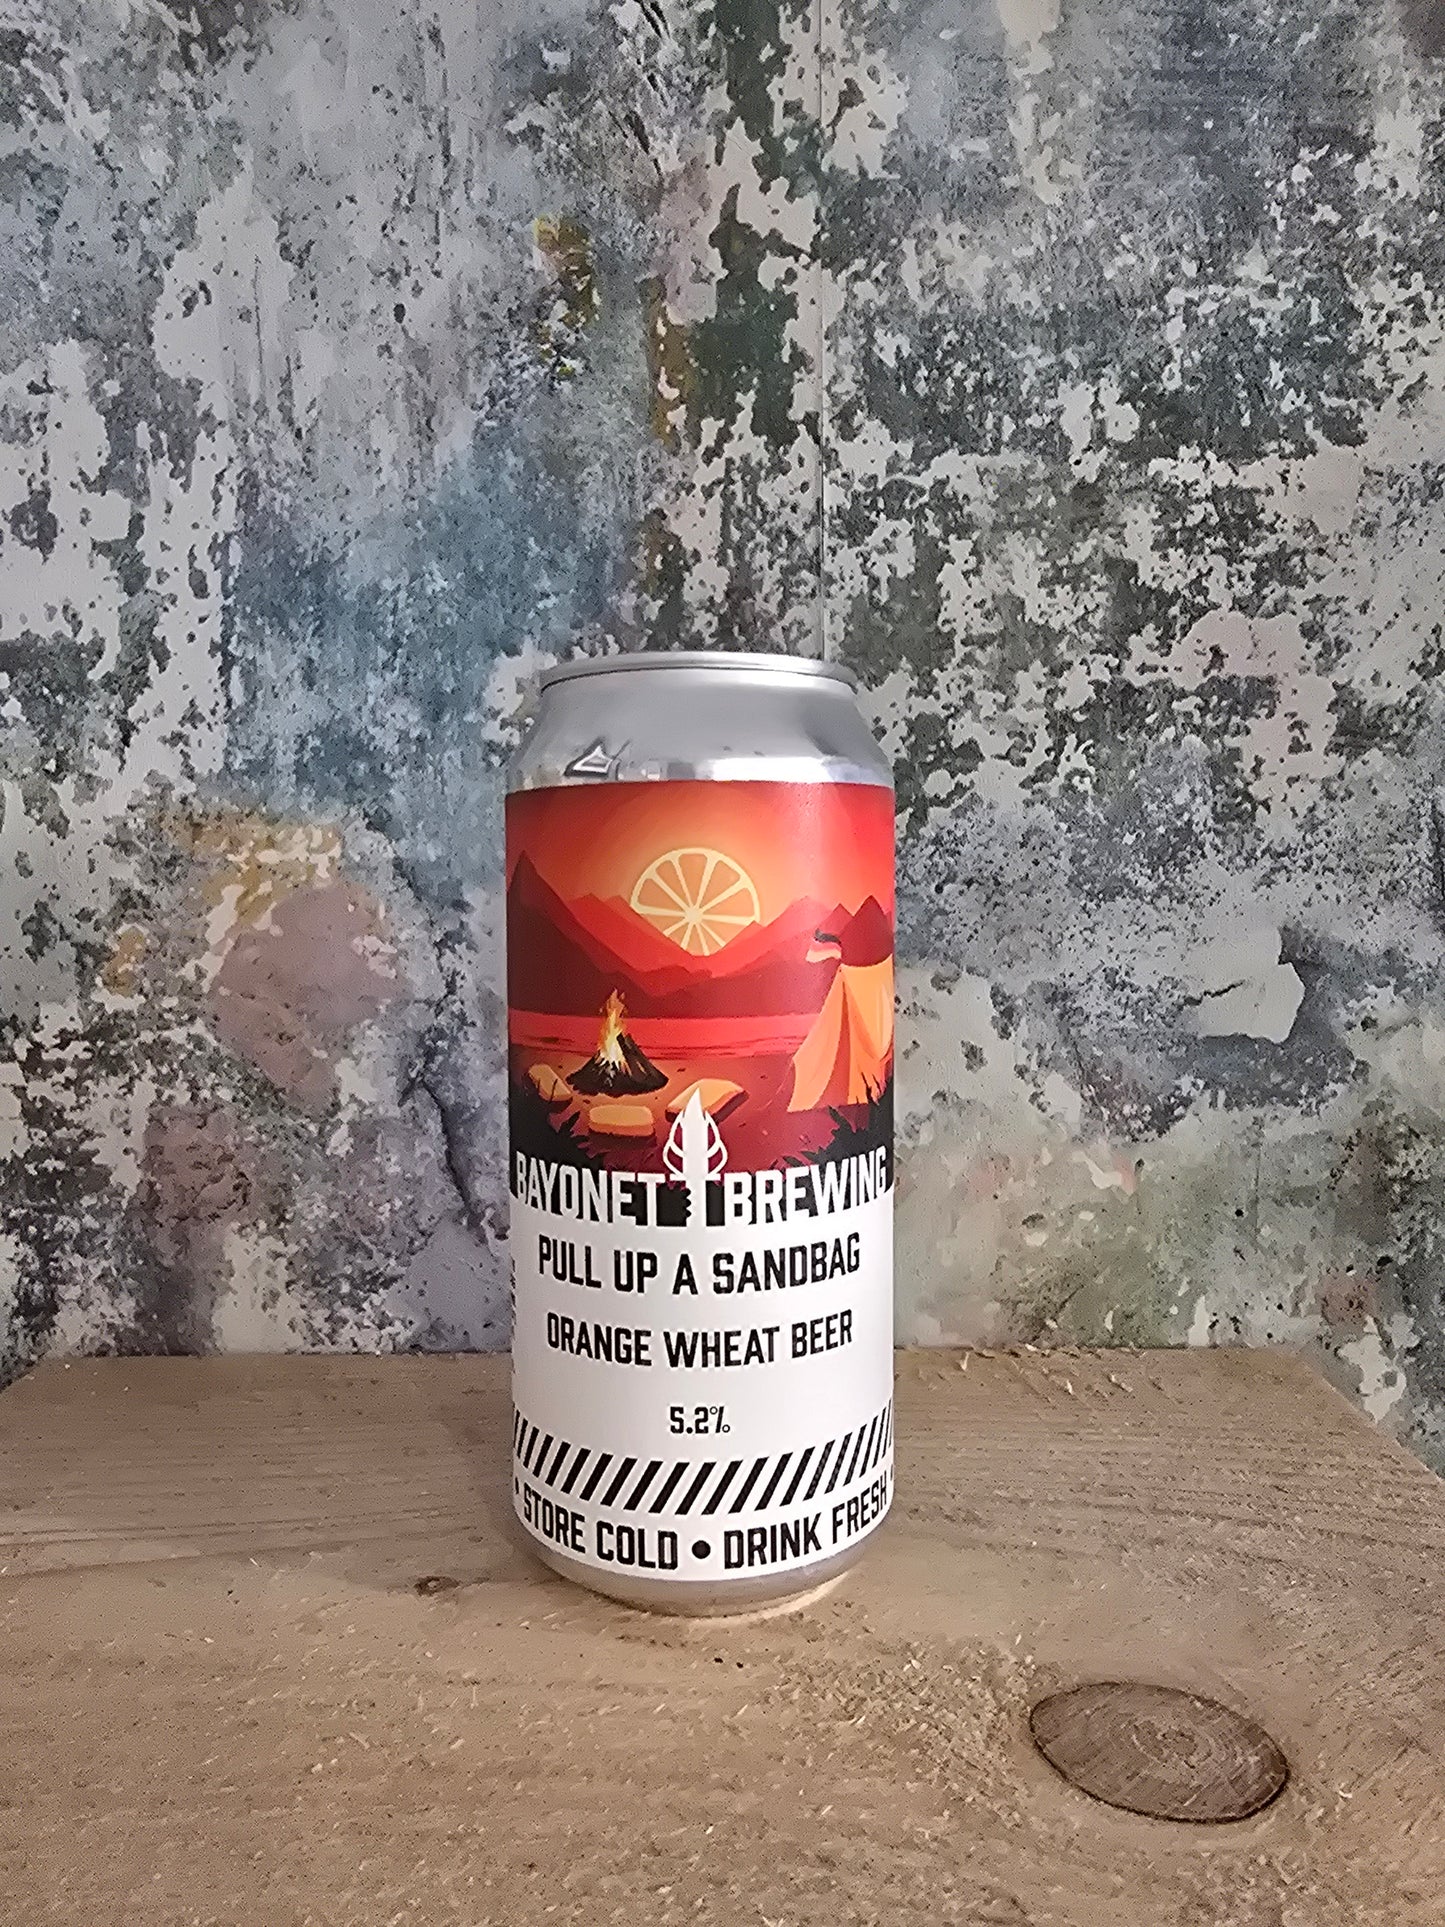 BAYONET BREWING
PULL UP A SANDBAG
ORANGE WHEAT BEER
5.2%
• STORE COLD • DRINK FRESH •